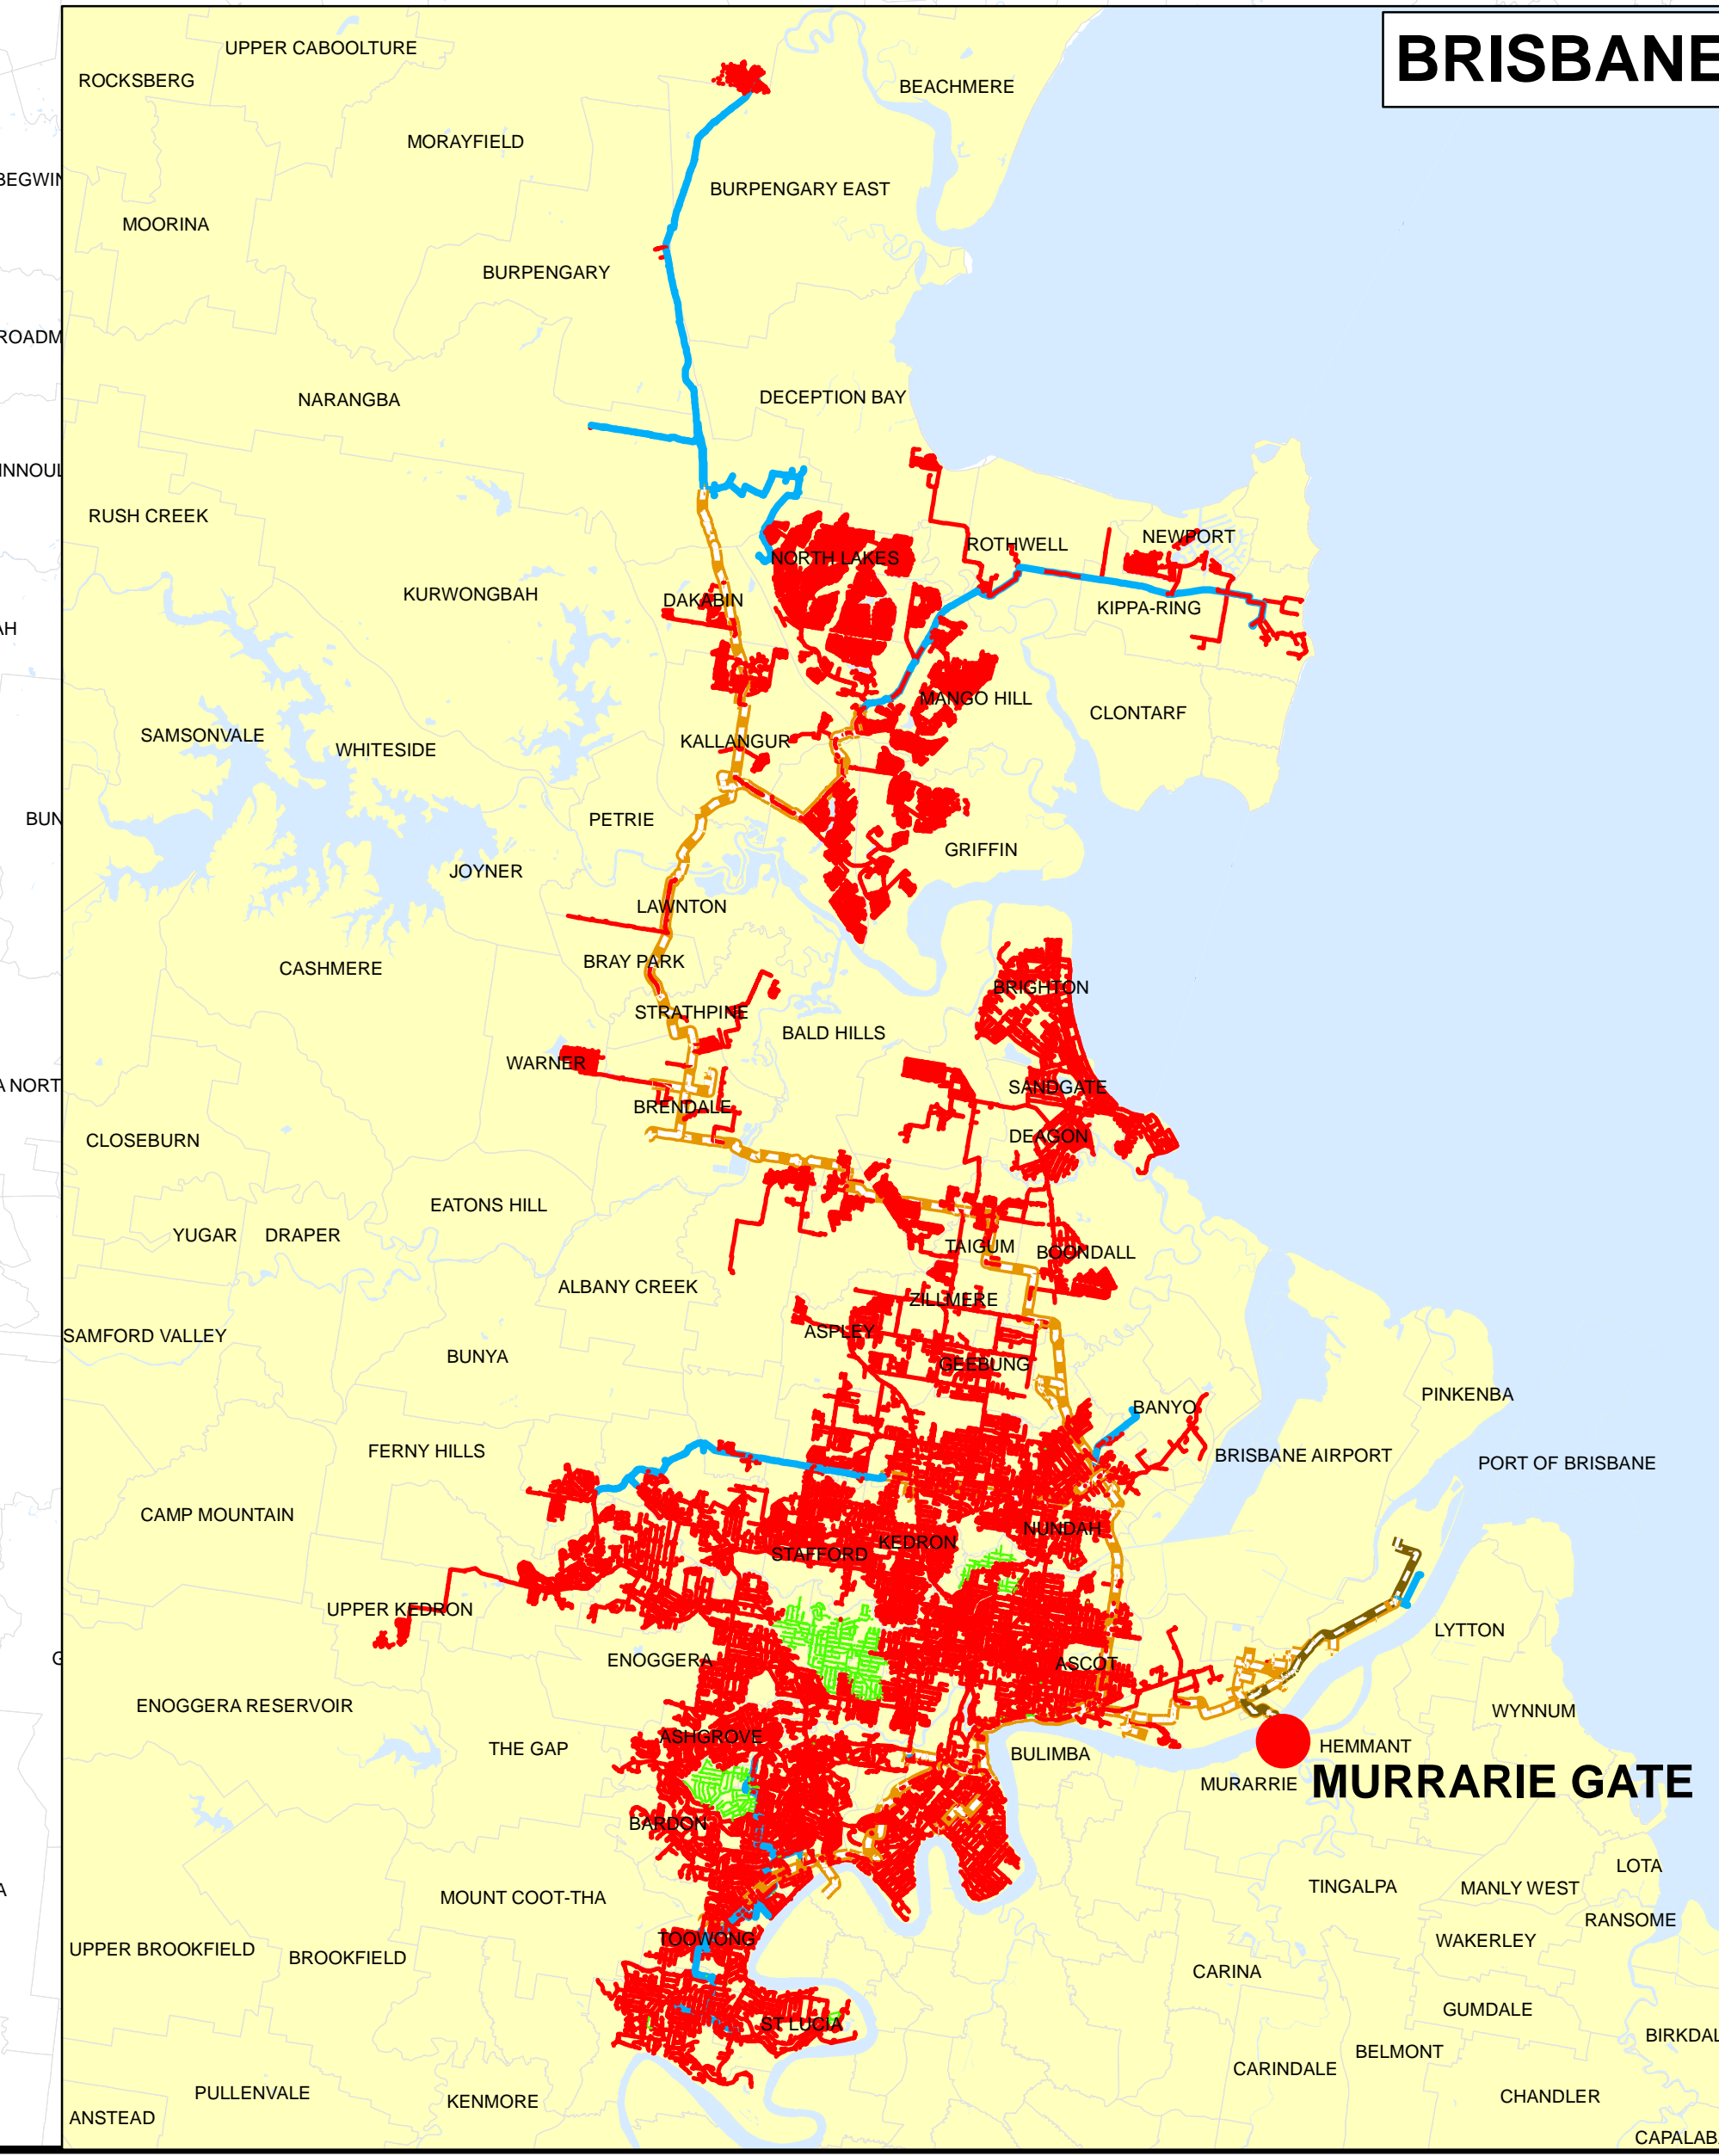 BRISBANE
UPPER CABOOLTURE
ROCKSBERG
BEACHMERE
MORAYFIELD
BURPENGARY EAST
MOORINA
BURPENGARY
NARANGBA
DECEPTION BAY
RUSH CREEK
NEWPORT
ROTHWELL
NORTH LAKES
KURWONGBAH
DAKABIN
KIPPA-RING
MANGO HILL
CLONTARF
SAMSONVALE
WHITESIDE
KALLANGUR
BUN
PETRIE
GRIFFIN
JOYNER
LAWNTON
BRAY PARK
CASHMERE
BRIGHTON
STRATHPINE
BALD HILLS
WARNER
A NORT
SANDGATE
BRENDALE
DEAGON
CLOSEBURN
EATONS HILL
YUGAR
DRAPER
TAIGUM
BOONDALL
ALBANY CREEK
ZILLMERE
SAMFORD VALLEY
ASPLEY
BUNYA
GEEBUNG
PINKENBA
BANYO
FERNY HILLS
BRISBANE AIRPORT
PORT OF BRISBANE
CAMP MOUNTAIN
NUNDAH
KEDRON
STAFFORD
UPPER KEDRON
LYTTON
ENOGGERA
ASCOT
ENOGGERA RESERVOIR
WYNNUM
ASHGROVE
THE GAP
BULIMBA
HEMMANT
MURARRIE
MURRARIE GATE
BARDON
LOTA
TINGALPA
MANLY WEST
MOUNT COOT-THA
RANSOME
TOOWONG
WAKERLEY
UPPER BROOKFIELD
BROOKFIELD
CARINA
GUMDALE
ST LUCIA
BIRKDAL
BELMONT
CARINDALE
PULLENVALE
KENMORE
CHANDLER
ANSTEAD
CAPALAB